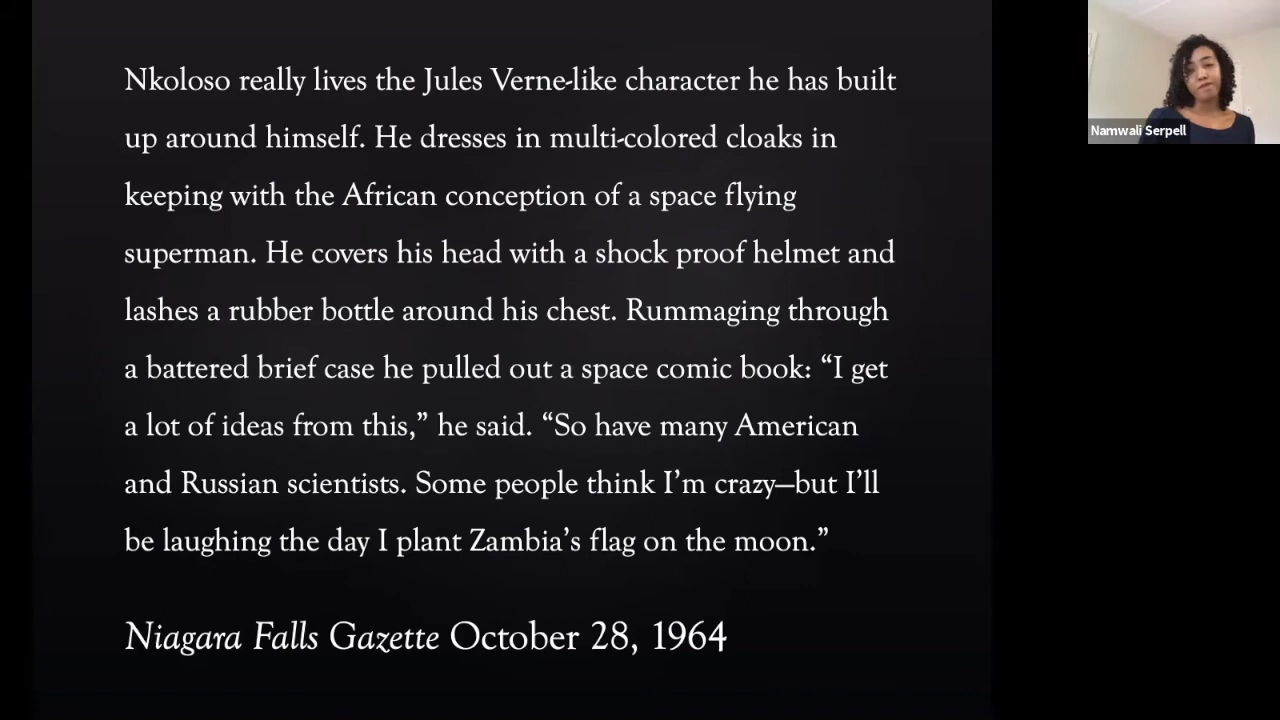 Nkoloso really lives the Jules Verne-like character he has built
up around himself. He dresses in multi-colored cloaks in
keeping with the African conception of a space flying
superman. He covers his head with a shock proof helmet and
lashes a rubber bottle around his chest. Rummaging through
a battered brief case he pulled out a space comic book: “I get
a lot of ideas from this,” he said. “So have many American
and Russian scientists. Some people think I’m crazy—but I’ll
be laughing the day I plant Zambia’s flag on the moon.”
Niagara Falls Gazette October 28, 1964
Namwali Serpell